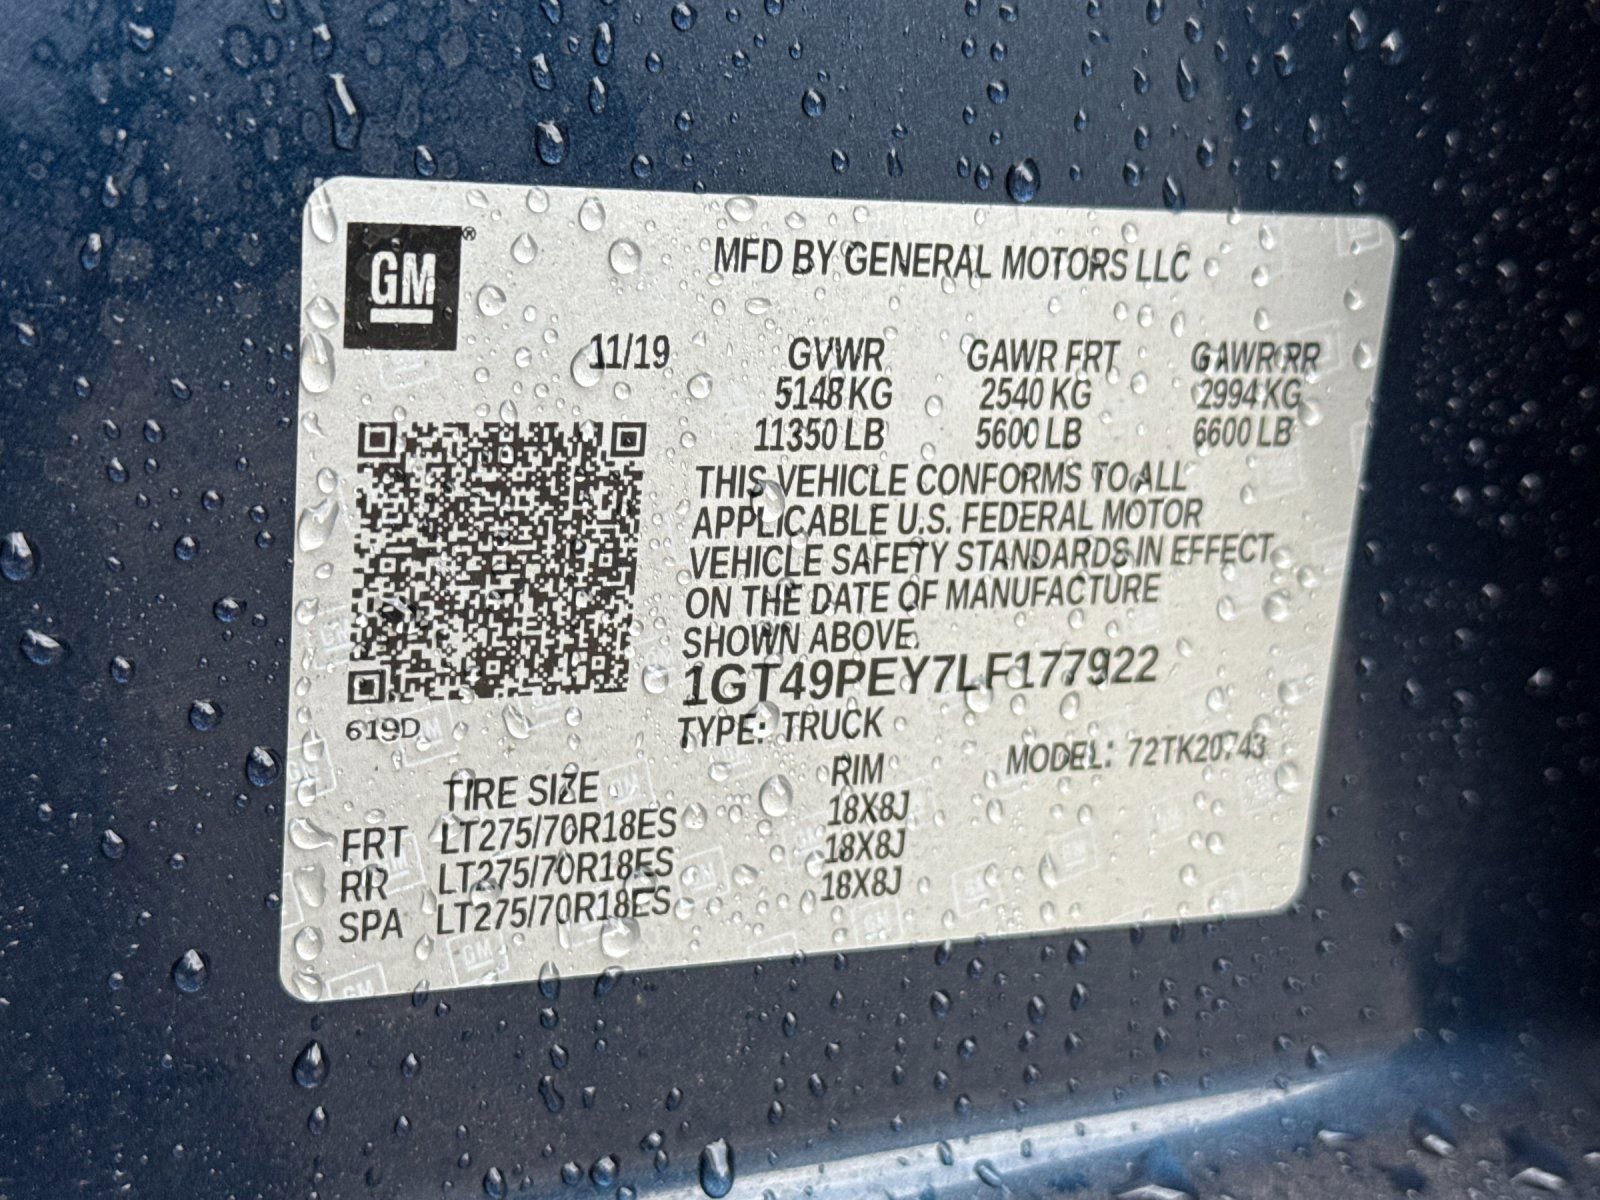 GM®
MFD BY GENERAL MOTORS LLC
11/19 GVWR GAWR FRT GAWR RR
5148 KG 2540 KG 2994 KG
11350 LB 5600 LB 6600 LB
THIS VEHICLE CONFORMS TO ALL
APPLICABLE U.S. FEDERAL MOTOR
VEHICLE SAFETY STANDARDS IN EFFECT
ON THE DATE OF MANUFACTURE
SHOWN ABOVE.
1GT49PEY7LF177922
619D
TYPE: TRUCK
MODEL: 72TK20743
TIRE SIZE RIM
FRT LT275/70R18ES 18X8J
RR LT275/70R18ES 18X8J
SPA LT275/70R18ES 18X8J